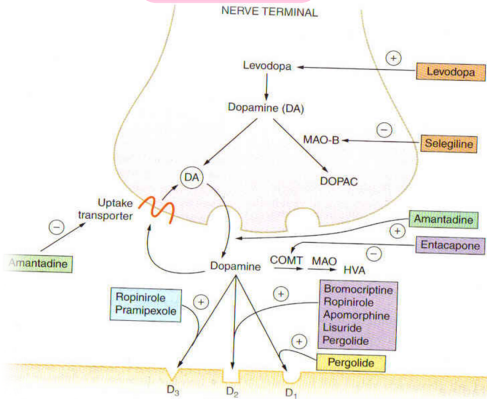 NERVE TERMINAL
Levodopa
+
Levodopa
Dopamine (DA)
MAO-B
−
Selegiline
DA
DOPAC
Uptake
transporter
−
Amantadine
Amantadine
+
Entacapone
−
Dopamine
COMT
MAO
HVA
Ropinirole
Pramipexole
+
+
Bromocriptine
Ropinirole
Apomorphine
Lisuride
Pergolide
+
Pergolide
D3
D2
D1